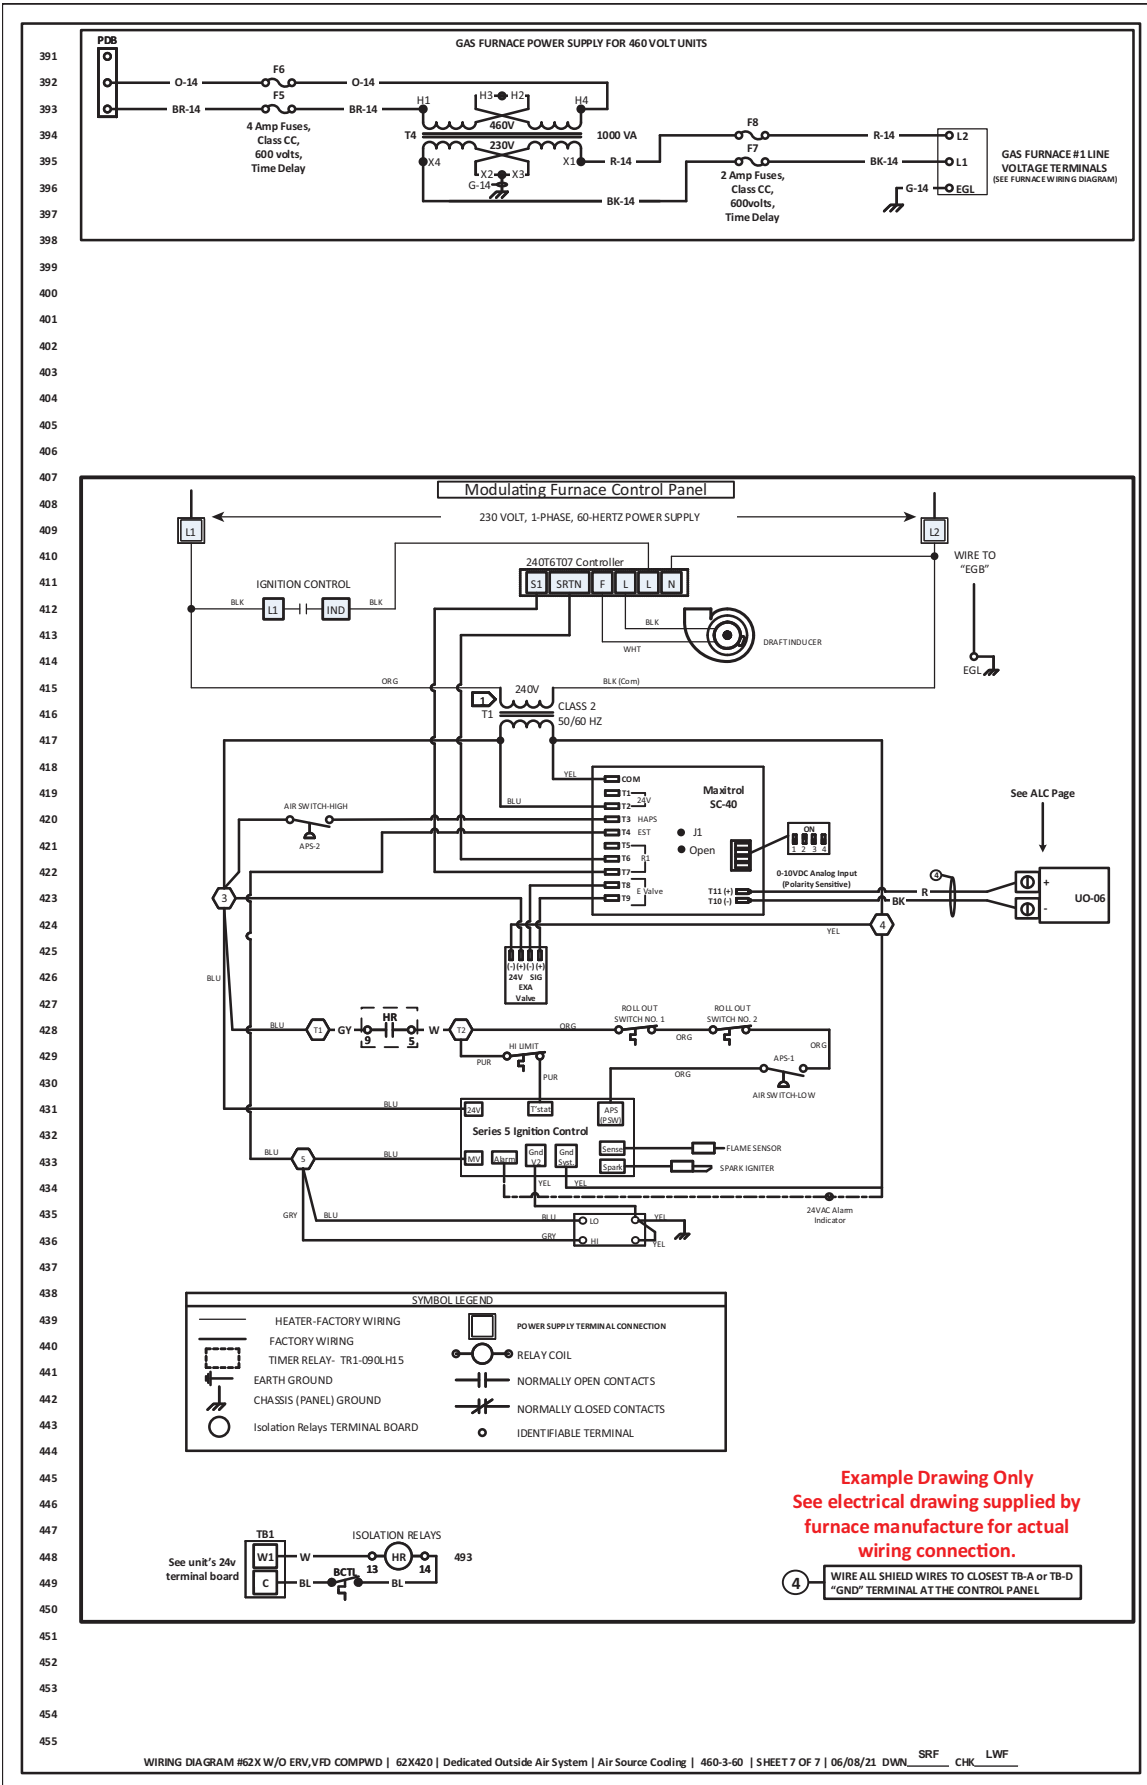 GAS FURNACE POWER SUPPLY FOR 460 VOLT UNITS
PDB
391
392
393
394
395
396
397
398
399
400
401
402
403
404
405
406
407
408
409
410
411
412
413
414
415
416
417
418
419
420
421
422
423
424
425
426
427
428
429
430
431
432
433
434
435
436
437
438
439
440
441
442
443
444
445
446
447
448
449
450
451
452
453
454
455
O-14 F6 O-14
BR-14 F5 BR-14
4 Amp Fuses,
Class CC,
600 volts,
Time Delay
H1 H3 H2 H4
460V
T4 1000 VA
230V
X4 X2 X3 X1
G-14
R-14
BK-14
F8
F7
2 Amp Fuses,
Class CC,
600volts,
Time Delay
R-14 L2
BK-14 L1
G-14 EGL
GAS FURNACE #1 LINE
VOLTAGE TERMINALS
(SEE FURNACE WIRING DIAGRAM)
Modulating Furnace Control Panel
L1
230 VOLT, 1-PHASE, 60-HERTZ POWER SUPPLY
L2
WIRE TO
"EGB"
EGL
240T6T07 Controller
S1 SRTN F L L N
IGNITION CONTROL
BLK L1 IND BLK
BLK
WHT
DRAFT INDUCER
ORG
240V
BLK (Com)
1
T1
CLASS 2
50/60 HZ
YEL
BLU
COM
T1
T2
24V
T3 HAPS
T4 EST
T5
T6
R1
T7
T8
E Valve
T9
Maxitrol
SC-40
J1
Open
ON
1 2 3 4
0-10VDC Analog Input
(Polarity Sensitive)
T11 (+)
T10 (-)
See ALC Page
4
R
BK
+
-
UO-06
AIR SWITCH-HIGH
APS-2
3
4
YEL
(-) (+) (-) (+)
24V SIG
EXA
Valve
BLU
BLU T1 GY HR W T2
9 5
ORG
ROLL OUT
SWITCH NO. 1
ORG
ROLL OUT
SWITCH NO. 2
ORG
PUR
HI LIMIT
PUR
ORG
APS-1
AIR SWITCH-LOW
BLU
24V T'stat APS
(PSW)
Series 5 Ignition Control
BLU 5 BLU
MV Alarm Gnd
V2 Gnd
Syst.
Sense
Spark
FLAME SENSOR
SPARK IGNITER
YEL YEL
24VAC Alarm
Indicator
GRY BLU
BLU LO YEL
GRY HI YEL
SYMBOL LEGEND
HEATER-FACTORY WIRING
FACTORY WIRING
TIMER RELAY- TR1-090LH15
EARTH GROUND
CHASSIS (PANEL) GROUND
Isolation Relays TERMINAL BOARD
POWER SUPPLY TERMINAL CONNECTION
RELAY COIL
NORMALLY OPEN CONTACTS
NORMALLY CLOSED CONTACTS
IDENTIFIABLE TERMINAL
Example Drawing Only
See electrical drawing supplied by
furnace manufacture for actual
wiring connection.
4
WIRE ALL SHIELD WIRES TO CLOSEST TB-A or TB-D
"GND" TERMINAL AT THE CONTROL PANEL
TB1
ISOLATION RELAYS
See unit's 24v
terminal board
W1 W 13 HR 14 493
C BL BCTL BL
WIRING DIAGRAM #62X W/O ERV,VFD COMPWD | 62X420 | Dedicated Outside Air System | Air Source Cooling | 460-3-60 | SHEET 7 OF 7 | 06/08/21 DWN SRF CHK LWF